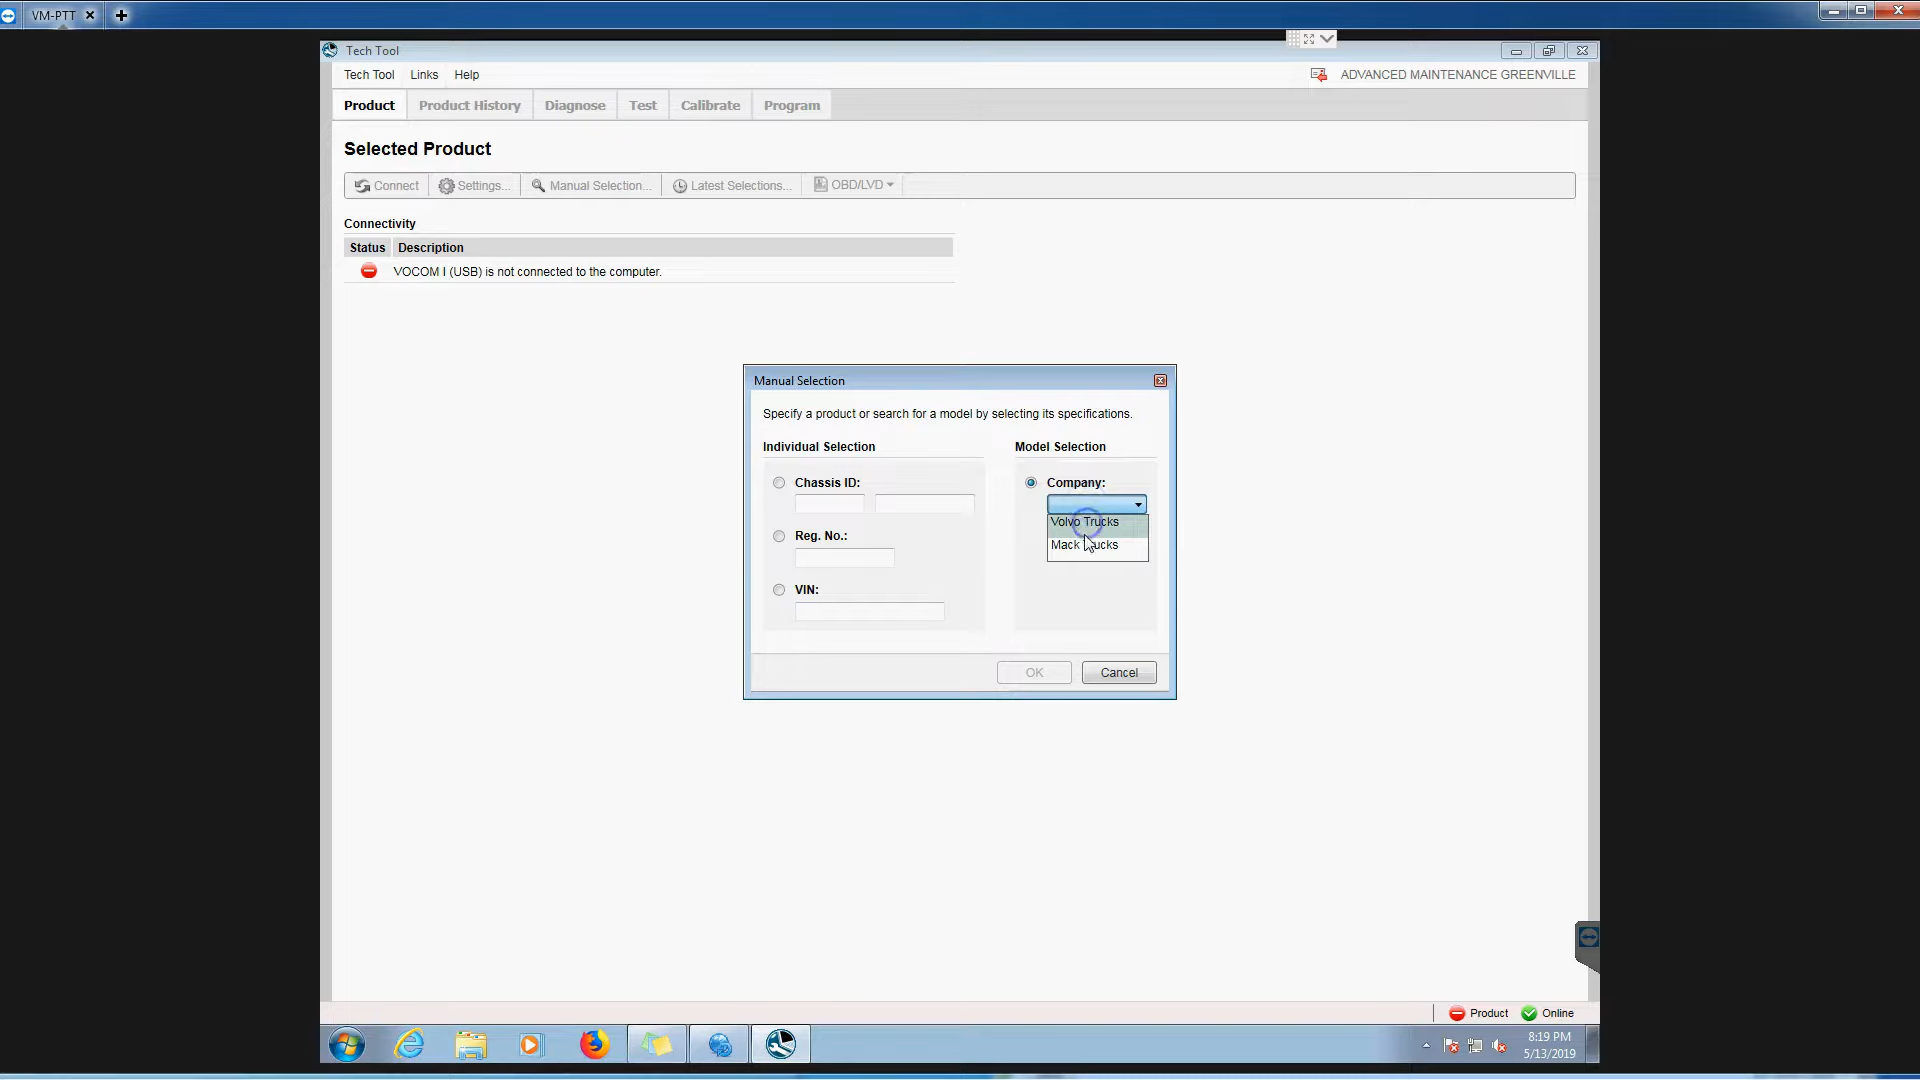 VM-PTT
Tech Tool
Tech Tool Links Help
ADVANCED MAINTENANCE GREENVILLE
Product Product History Diagnose Test Calibrate Program
Selected Product
Connect Settings... Manual Selection... Latest Selections... OBD/LVD
Connectivity
Status Description
VOCOM I (USB) is not connected to the computer.
Manual Selection
Specify a product or search for a model by selecting its specifications.
Individual Selection
Model Selection
Chassis ID:
Company:
Volvo Trucks
Reg. No.:
Mack Trucks
VIN:
OK Cancel
Product Online
8:19 PM
5/13/2019